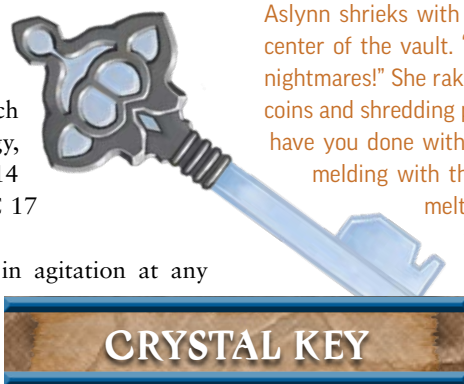 Aslynn shrieks with
center of the vault. "
nightmares!" She rak
coins and shredding p
have you done with
melding with th
melt
ch
gy,
14
17
in agitation at any
CRYSTAL KEY